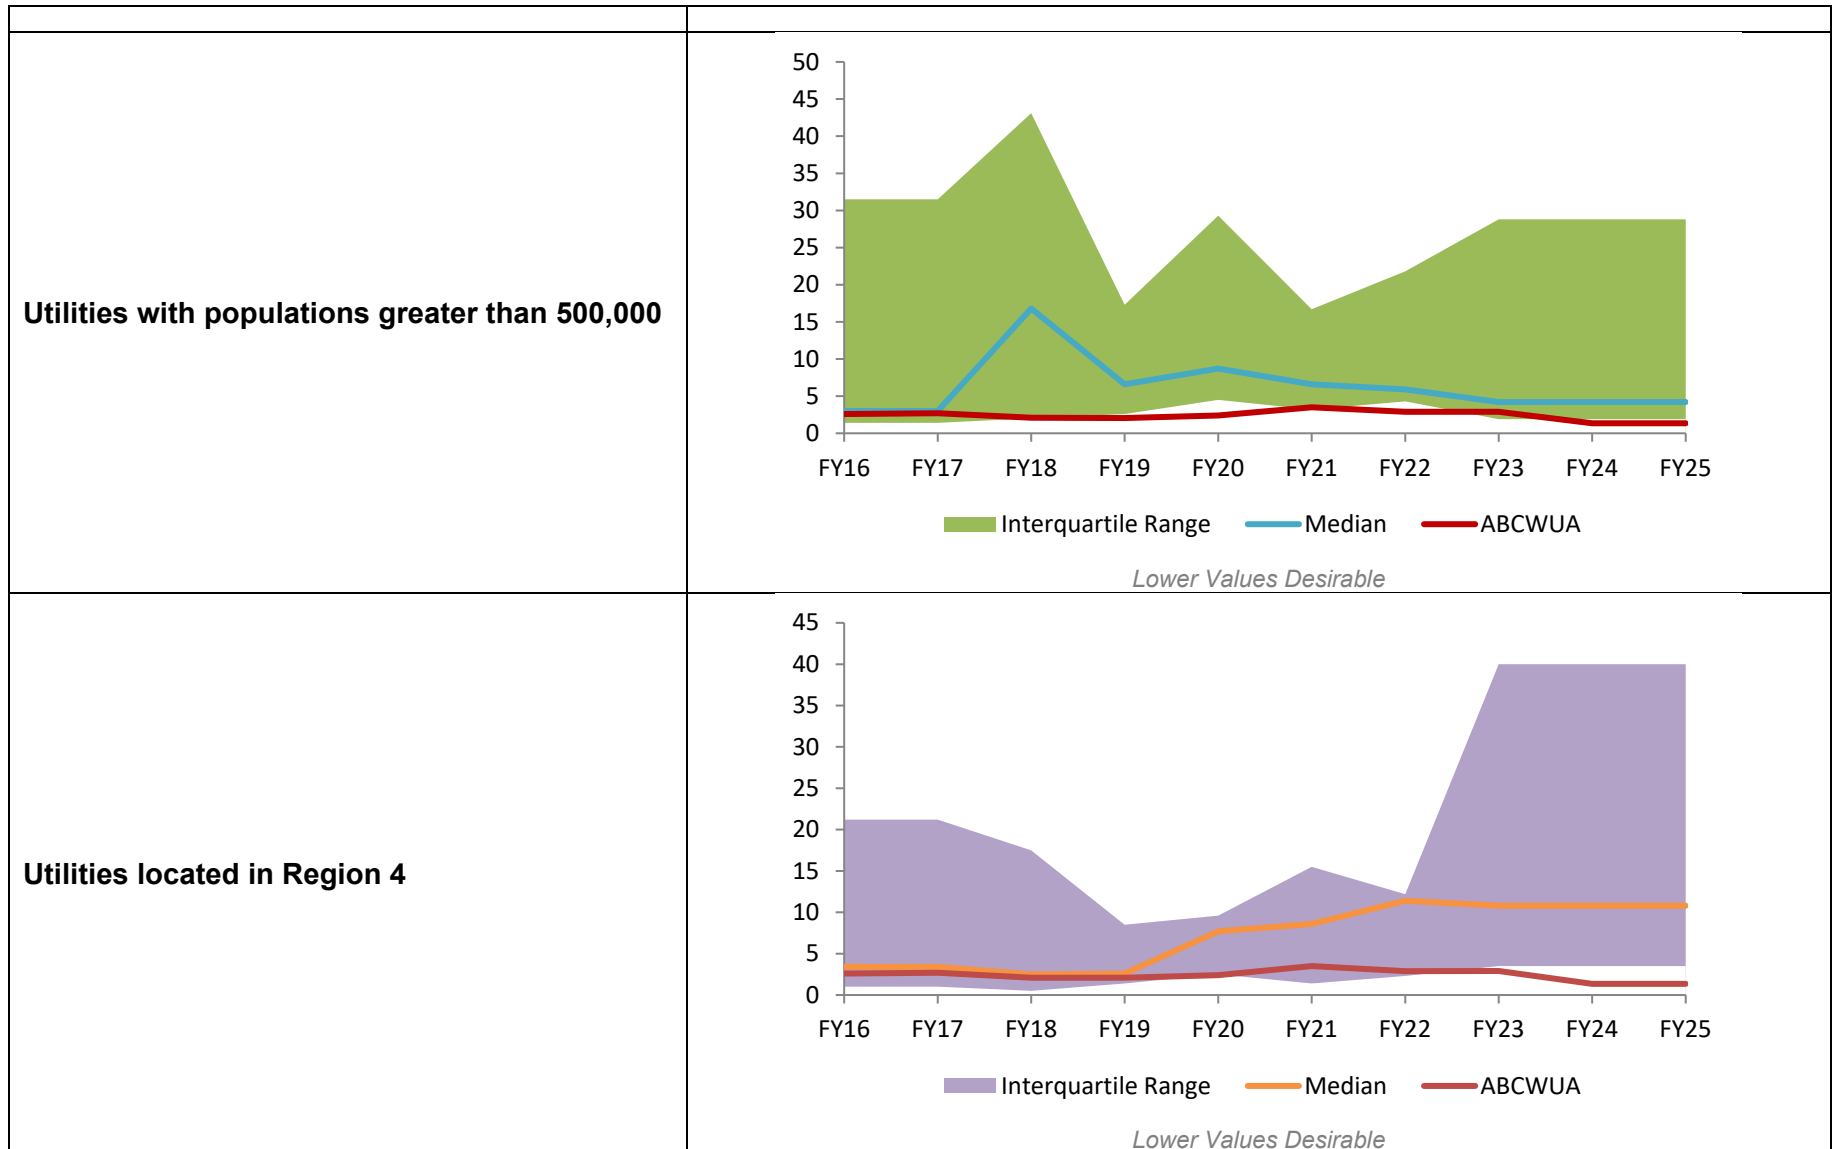 Utilities with populations greater than 500,000
50
45
40
35
30
25
20
15
10
5
0
FY16 FY17 FY18 FY19 FY20 FY21 FY22 FY23 FY24 FY25
Interquartile Range Median ABCWUA
Lower Values Desirable
Utilities located in Region 4
45
40
35
30
25
20
15
10
5
0
FY16 FY17 FY18 FY19 FY20 FY21 FY22 FY23 FY24 FY25
Interquartile Range Median ABCWUA
Lower Values Desirable